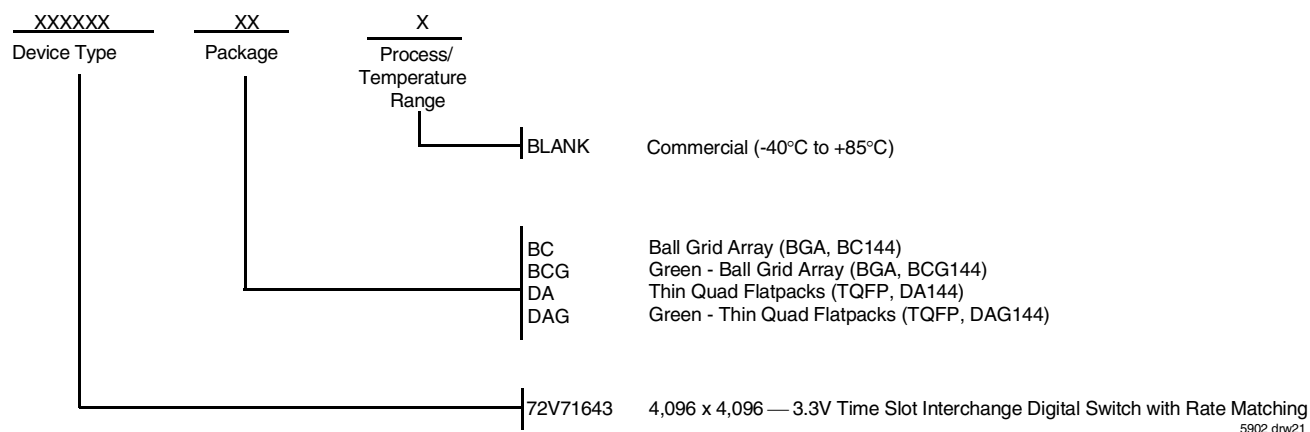 XXXXXX XX X
Device Type Package Process/
Temperature
Range
BLANK Commercial (-40°C to +85°C)
BC Ball Grid Array (BGA, BC144)
BCG Green - Ball Grid Array (BGA, BCG144)
DA Thin Quad Flatpacks (TQFP, DA144)
DAG Green - Thin Quad Flatpacks (TQFP, DAG144)
72V71643 4,096 x 4,096 — 3.3V Time Slot Interchange Digital Switch with Rate Matching
5902 drw21